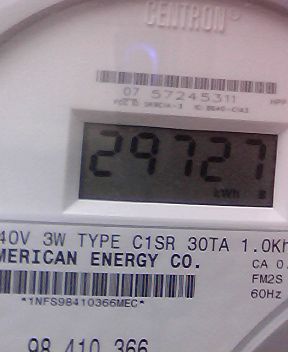 CENTRON®
07 57245311
29727
kWh
40V 3W TYPE C1SR 30TA 1.0Kh
MERICAN ENERGY CO.
CA 0.
FM2S
*1NFS98410366MEC*
60Hz
98 410 366